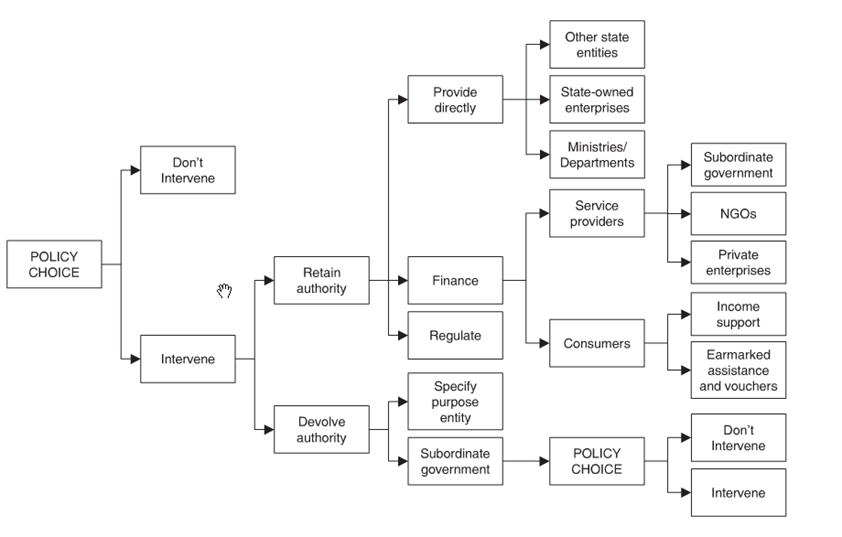 Other state
entities
Provide
directly
State-owned
enterprises
Ministries/
Departments
Don't
Intervene
Subordinate
government
Service
providers
NGOs
POLICY
CHOICE
Retain
authority
Finance
Private
enterprises
Income
support
Regulate
Consumers
Intervene
Earmarked
assistance
and vouchers
Specify
purpose
entity
Devolve
authority
Don't
Intervene
Subordinate
government
POLICY
CHOICE
Intervene